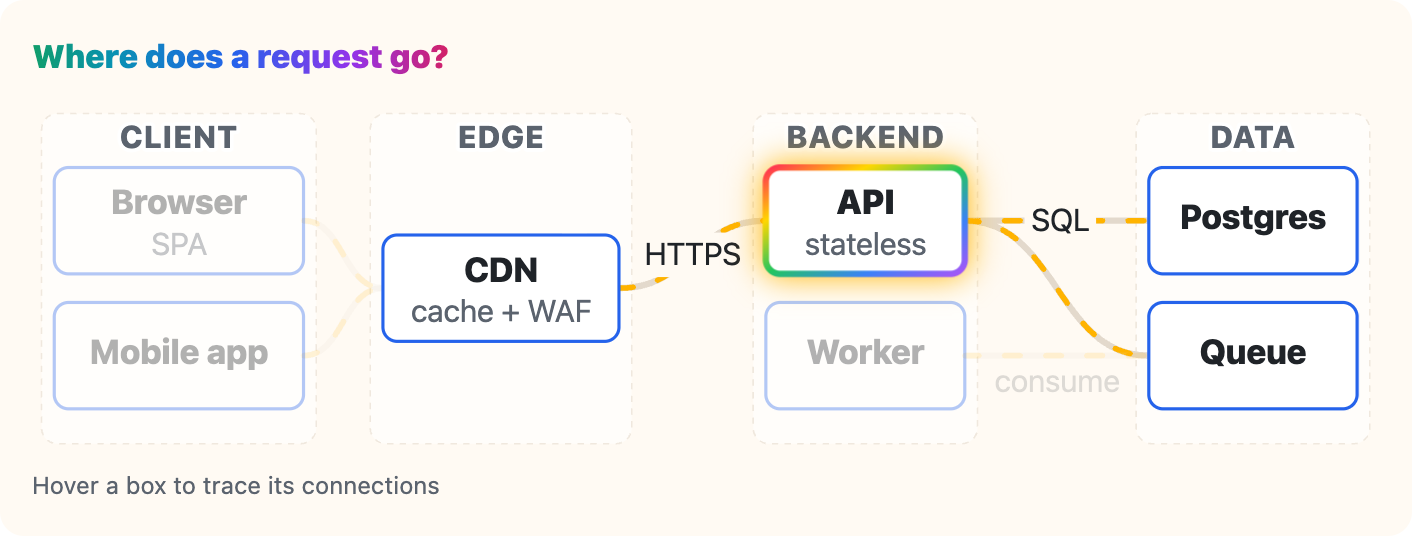 Where does a request go?
CLIENT
Browser
SPA
Mobile app
EDGE
CDN
cache + WAF
HTTPS
BACKEND
API
stateless
Worker
SQL
consume
DATA
Postgres
Queue
Hover a box to trace its connections